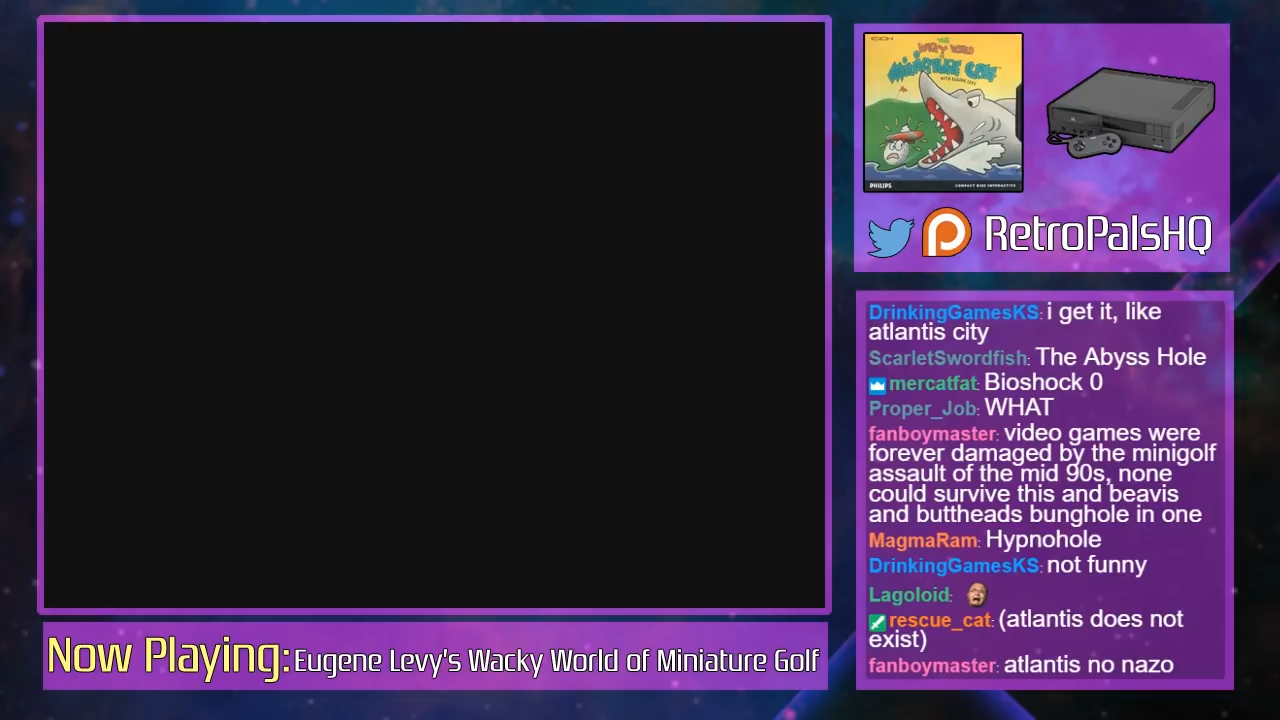 THE
WACKY WORLD
of
MiNiATURE GOLF
WITH EUGENE LEVY
PHILIPS
COMPACT DISC INTERACTIVE
RetroPalsHQ
DrinkingGamesKS: i get it, like
atlantis city
ScarletSwordfish: The Abyss Hole
mercatfat: Bioshock 0
Proper_Job: WHAT
fanboymaster: video games were
forever damaged by the minigolf
assault of the mid 90s, none
could survive this and beavis
and buttheads bunghole in one
MagmaRam: Hypnohole
DrinkingGamesKS: not funny
Lagoloid:
rescue_cat: (atlantis does not
exist)
fanboymaster: atlantis no nazo
Now Playing: Eugene Levy's Wacky World of Miniature Golf